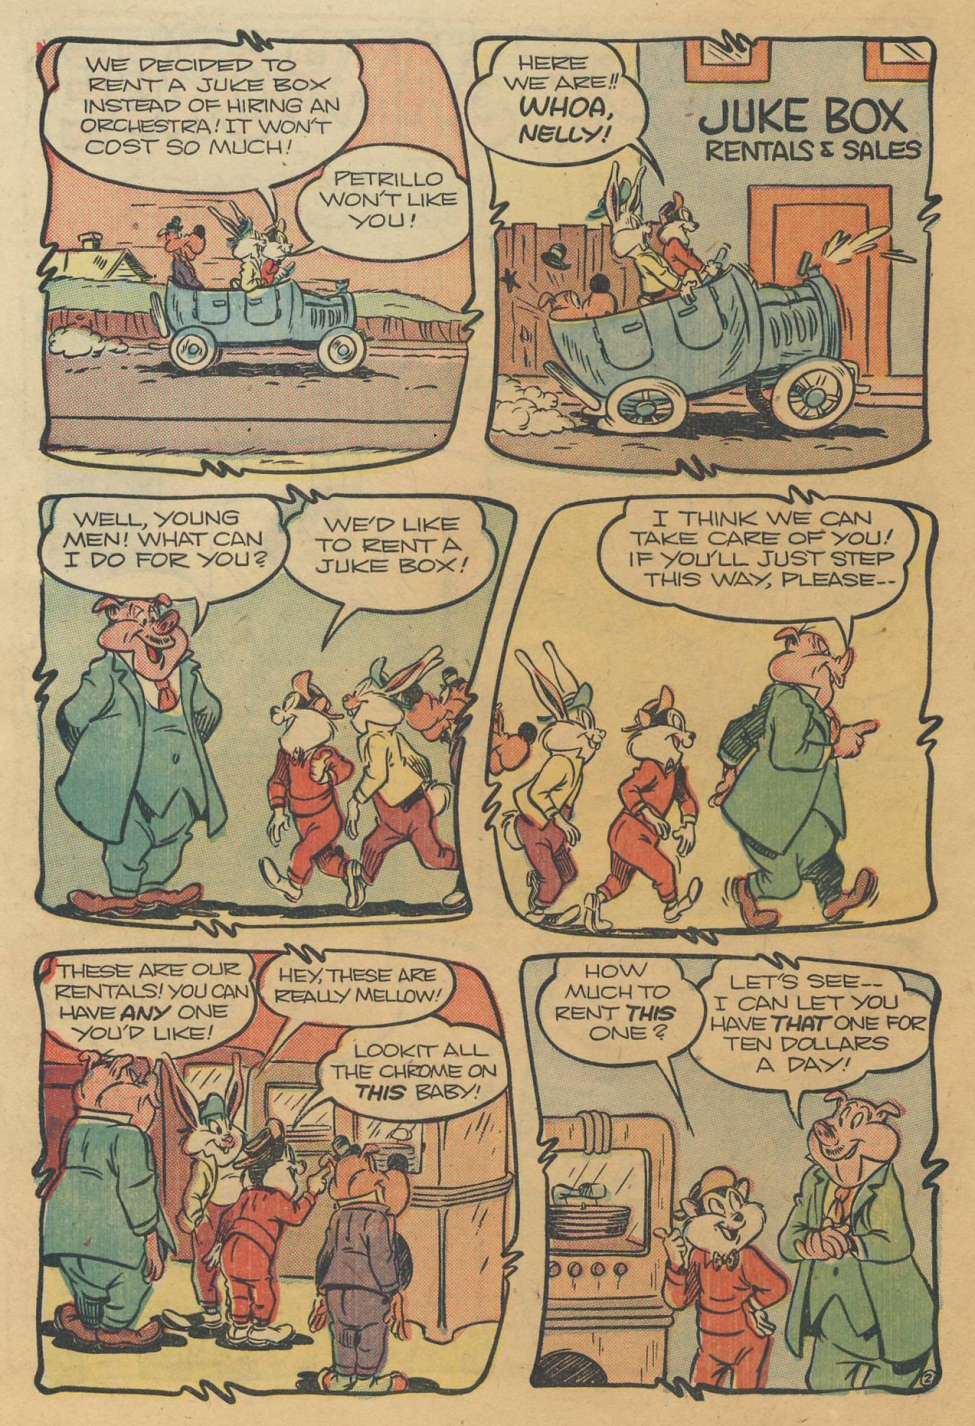 WE DECIDED TO
RENT A JUKE BOX
INSTEAD OF HIRING AN
ORCHESTRA! IT WON'T
COST SO MUCH!
PETRILLO
WON'T LIKE
YOU!
HERE
WE ARE!!
WHOA,
NELLY!
JUKE BOX
RENTALS & SALES
WELL, YOUNG
MEN! WHAT CAN
I DO FOR YOU?
WE'D LIKE
TO RENT A
JUKE BOX!
I THINK WE CAN
TAKE CARE OF YOU!
IF YOU'LL JUST STEP
THIS WAY, PLEASE--
THESE ARE OUR
RENTALS! YOU CAN
HAVE ANY ONE
YOU'D LIKE!
HEY, THESE ARE
REALLY MELLOW!
LOOKIT ALL
THE CHROME ON
THIS BABY!
HOW
MUCH TO
RENT THIS
ONE?
LET'S SEE--
I CAN LET YOU
HAVE THAT ONE FOR
TEN DOLLARS
A DAY!
2